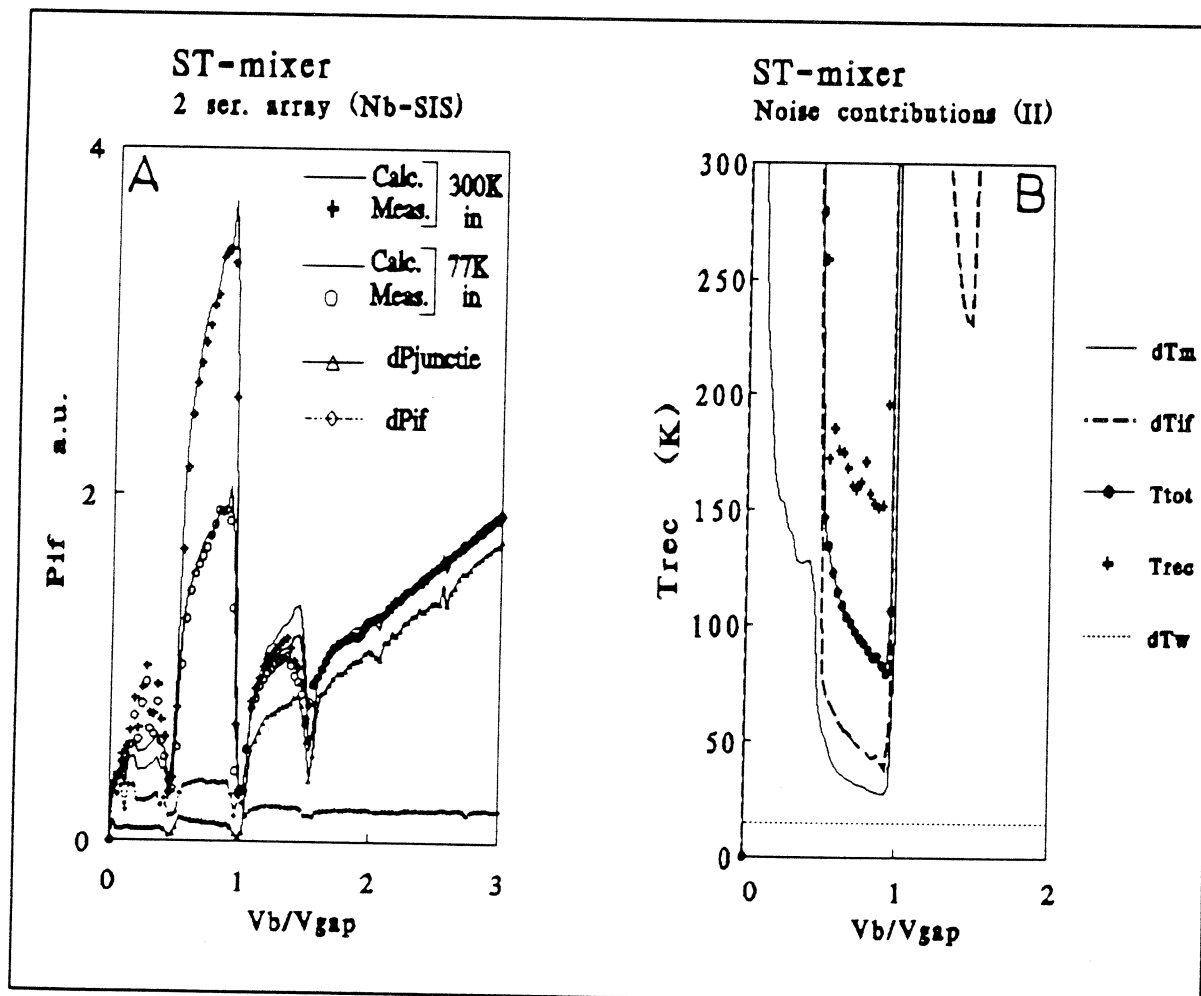 ST-mixer
2 ser. array (Nb-SIS)
4
A
Calc.
300K
Meas.
in
Calc.
77K
Meas.
in
dPjunctie
dPif
2
Pif a.u.
0
0 1 2 3
Vb/Vgap
ST-mixer
Noise contributions (II)
300
B
250
200
150
100
50
0
Trec (K)
0 1 2
Vb/Vgap
dTm
dTif
Ttot
Trec
dTw